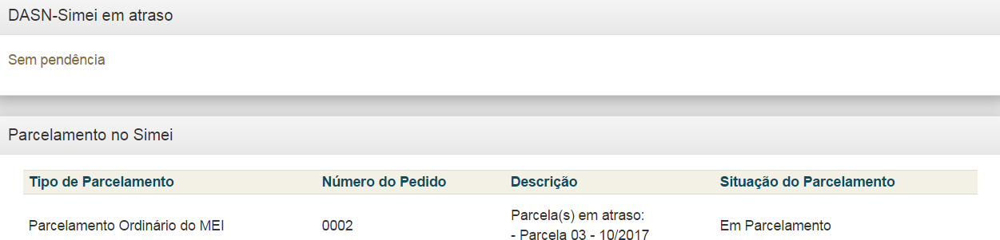 DASN-Simei em atraso
Sem pendência
Parcelamento no Simei
Tipo de Parcelamento Número do Pedido Descrição Situação do Parcelamento
Parcelamento Ordinário do MEI 0002 Parcela(s) em atraso: Em Parcelamento
- Parcela 03 - 10/2017